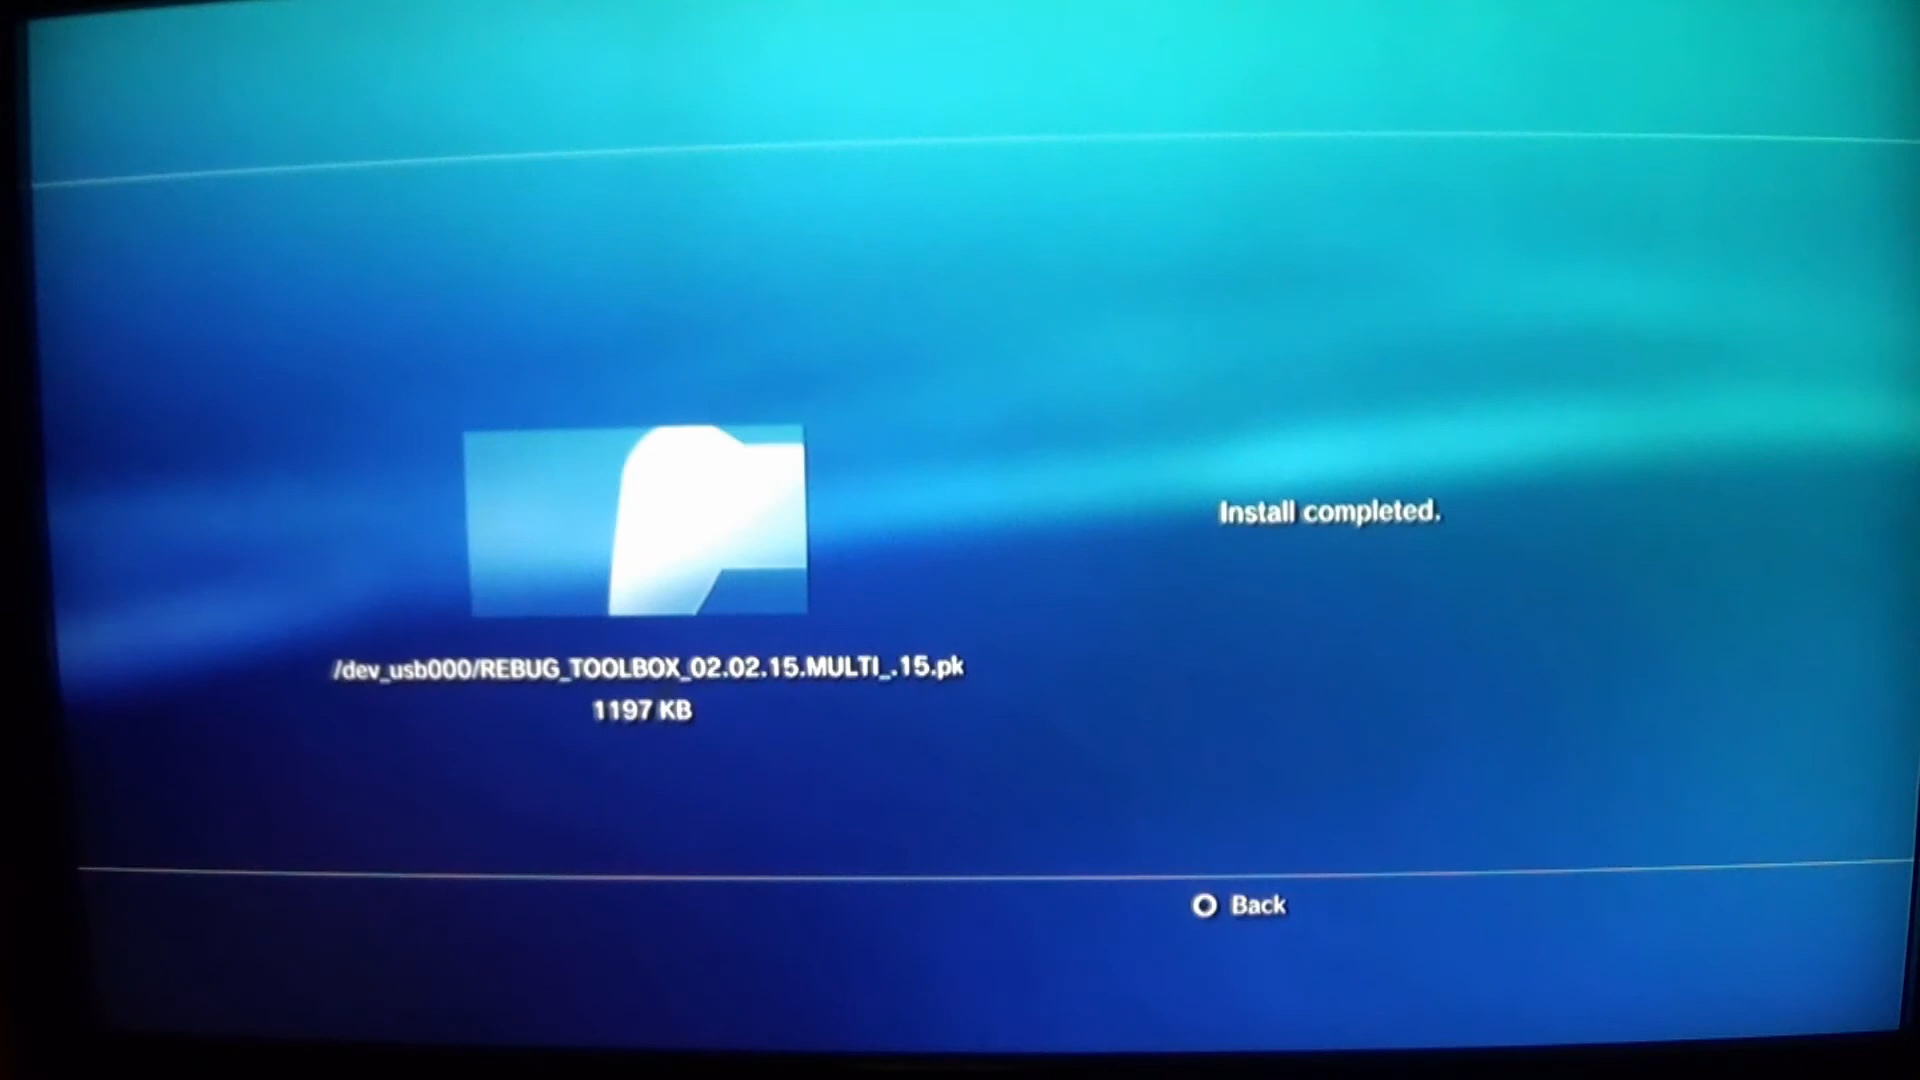 Install completed.
/dev_usb000/REBUG_TOOLBOX_02.02.15.MULTI_.15.pk
1197 KB
Back